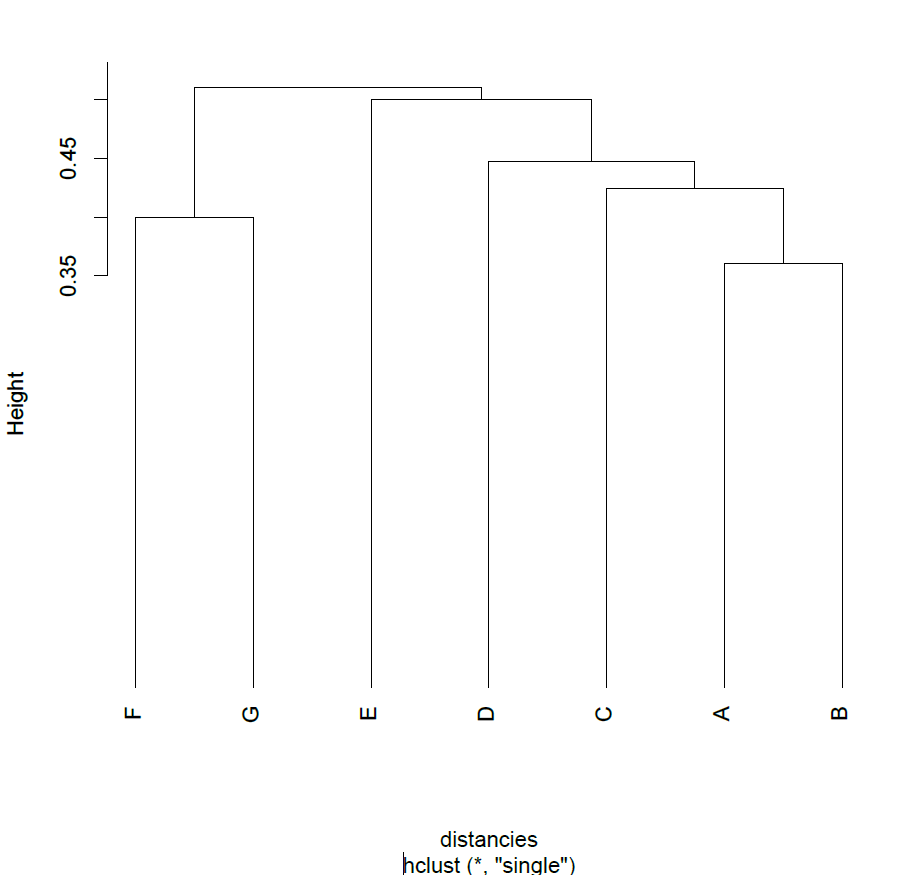 0.45
0.35
Height
F
G
E
D
C
A
B
distancies
hclust (*, "single")